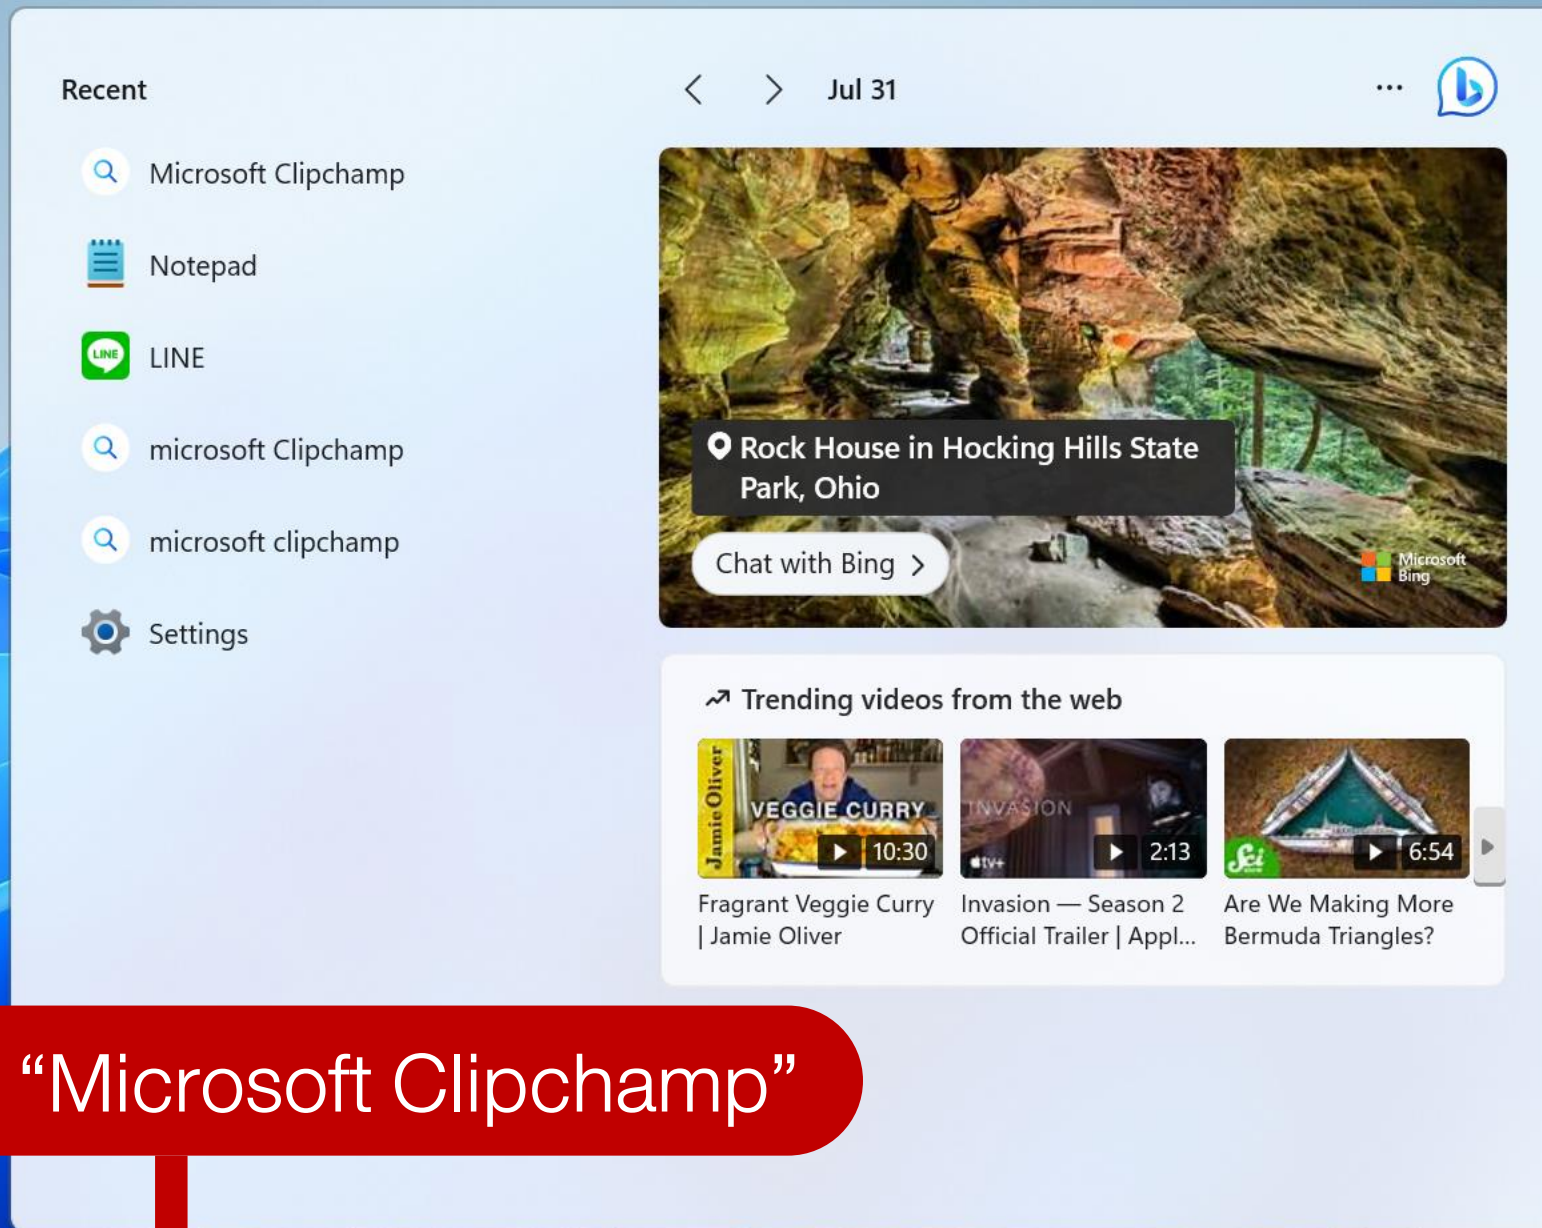 Recent
Microsoft Clipchamp
Notepad
LINE
LINE
microsoft Clipchamp
microsoft clipchamp
Settings
Jul 31
Rock House in Hocking Hills State
Park, Ohio
Chat with Bing
Microsoft
Bing
Trending videos from the web
Jamie Oliver
VEGGIE CURRY
10:30
Fragrant Veggie Curry
| Jamie Oliver
INVASION
tv+
2:13
Invasion — Season 2
Official Trailer | Appl...
Sci
6:54
Are We Making More
Bermuda Triangles?
“Microsoft Clipchamp”